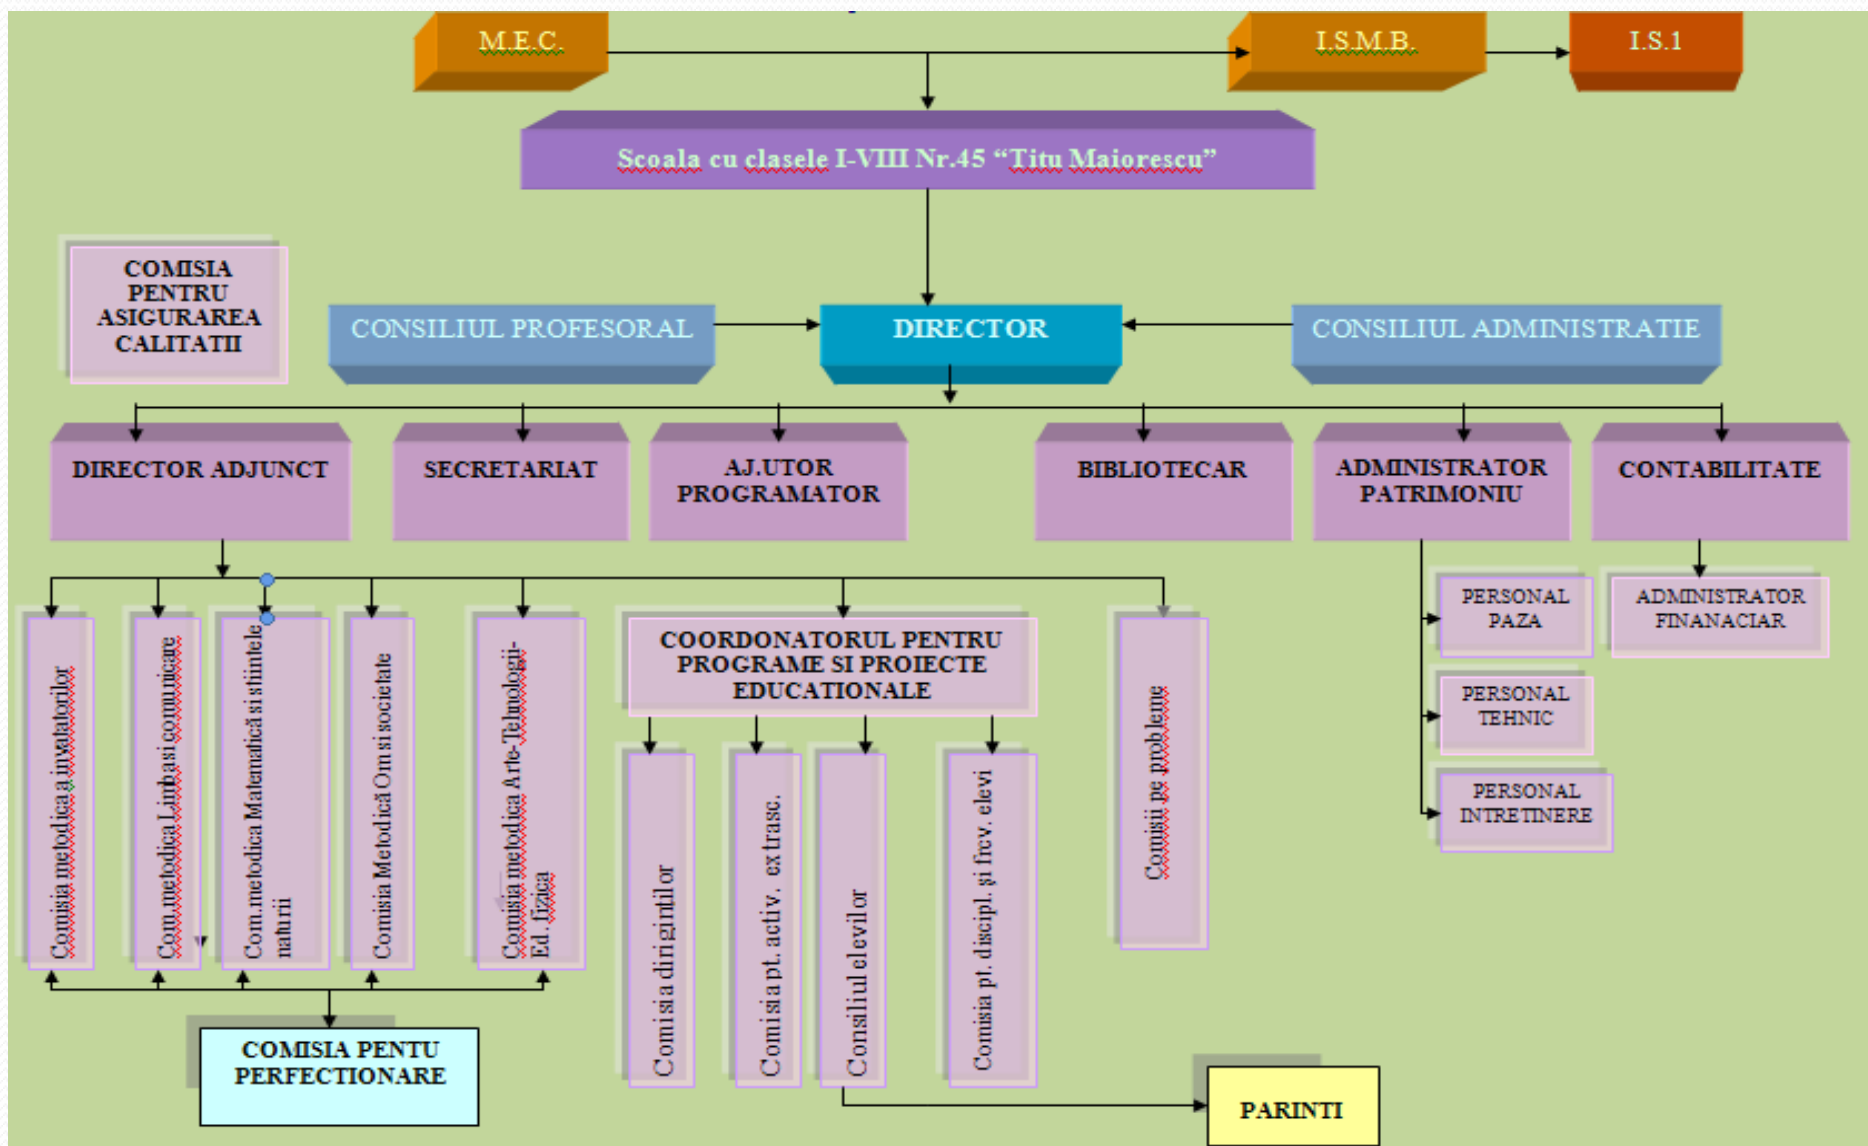 M.E.C.
I.S.M.B.
I.S.1
Scoala cu clasele I-VIII Nr.45 “Titu Maiorescu”
COMISIA
PENTRU
ASIGURAREA
CALITATII
CONSILIUL PROFESORAL
DIRECTOR
CONSILIUL ADMINISTRATIE
DIRECTOR ADJUNCT
SECRETARIAT
AJ.UTOR
PROGRAMATOR
BIBLIOTECAR
ADMINISTRATOR
PATRIMONIU
CONTABILITATE
PERSONAL
PAZA
ADMINISTRATOR
FINANACIAR
PERSONAL
TEHNIC
PERSONAL
INTRETINERE
Comisia metodica a invatatorilor
Com.metodica Limba si comunicare
Com.metodica Matematică si stiintele
naturii
Comisia Metodică Om si societate
Comisia metodica Arte-Tehnologii-
Ed. fizica
COORDONATORUL PENTRU
PROGRAME SI PROIECTE
EDUCATIONALE
Comisia diriginţilor
Comisia pt. activ. extrasc.
Consiliul elevilor
Comisia pt. discipl. şi frcv. elevi
Comisii pe probleme
COMISIA PENTU
PERFECTIONARE
PARINTI